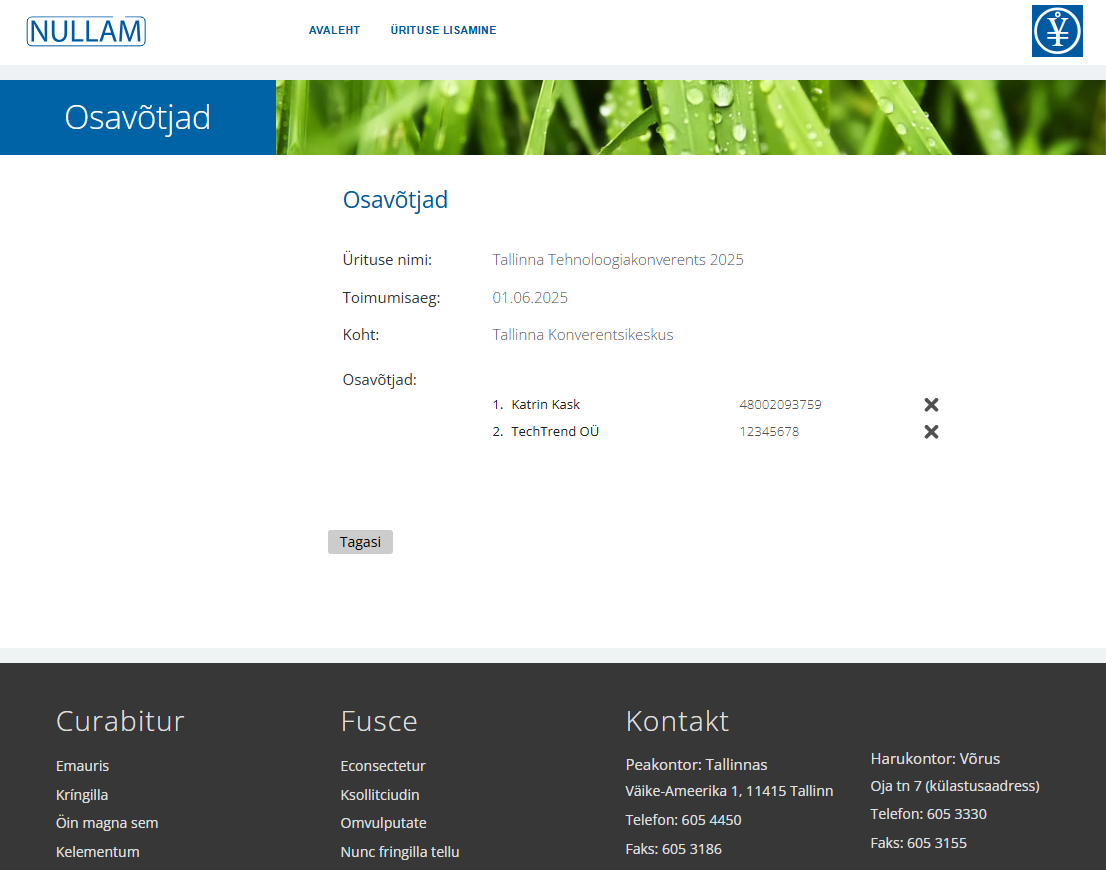 NULLAM
AVALEHT ÜRITUSE LISAMINE
Osavõtjad
Osavõtjad
Ürituse nimi: Tallinna Tehnoloogiakonverents 2025
Toimumisaeg: 01.06.2025
Koht: Tallinna Konverentsikeskus
Osavõtjad:
1. Katrin Kask 48002093759
2. TechTrend OÜ 12345678
Tagasi
Curabitur
Emauris
Kríngilla
Öin magna sem
Kelementum
Fusce
Econsectetur
Ksollitciudin
Omvulputate
Nunc fringilla tellu
Kontakt
Peakontor: Tallinnas
Väike-Ameerika 1, 11415 Tallinn
Telefon: 605 4450
Faks: 605 3186
Harukontor: Võrus
Oja tn 7 (külastusaadress)
Telefon: 605 3330
Faks: 605 3155